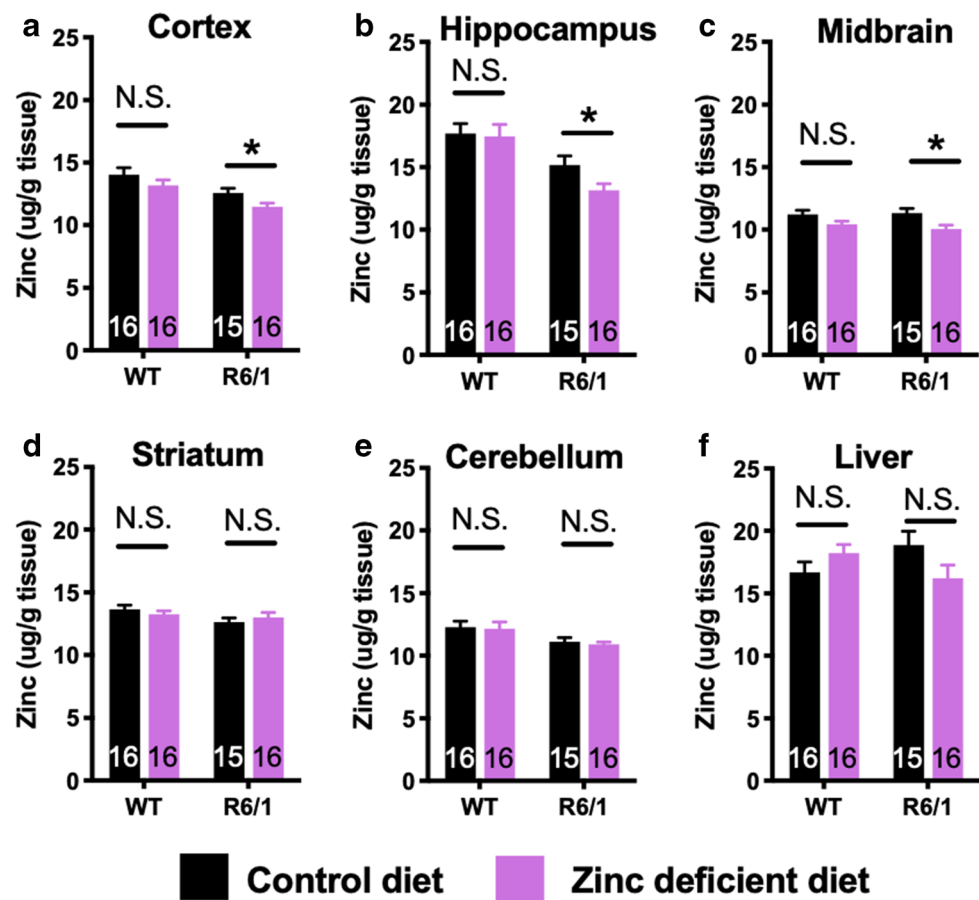 a Cortex
Zinc (ug/g tissue)
25
20
15
10
5
0
N.S.
*
16 16 15 16
WT R6/1
b Hippocampus
Zinc (ug/g tissue)
25
20
15
10
5
0
N.S.
*
16 16 15 16
WT R6/1
c Midbrain
Zinc (ug/g tissue)
25
20
15
10
5
0
N.S.
*
16 16 15 16
WT R6/1
d Striatum
Zinc (ug/g tissue)
25
20
15
10
5
0
N.S. N.S.
16 16 15 16
WT R6/1
e Cerebellum
Zinc (ug/g tissue)
25
20
15
10
5
0
N.S. N.S.
16 16 15 16
WT R6/1
f Liver
Zinc (ug/g tissue)
25
20
15
10
5
0
N.S. N.S.
16 16 15 16
WT R6/1
Control diet Zinc deficient diet